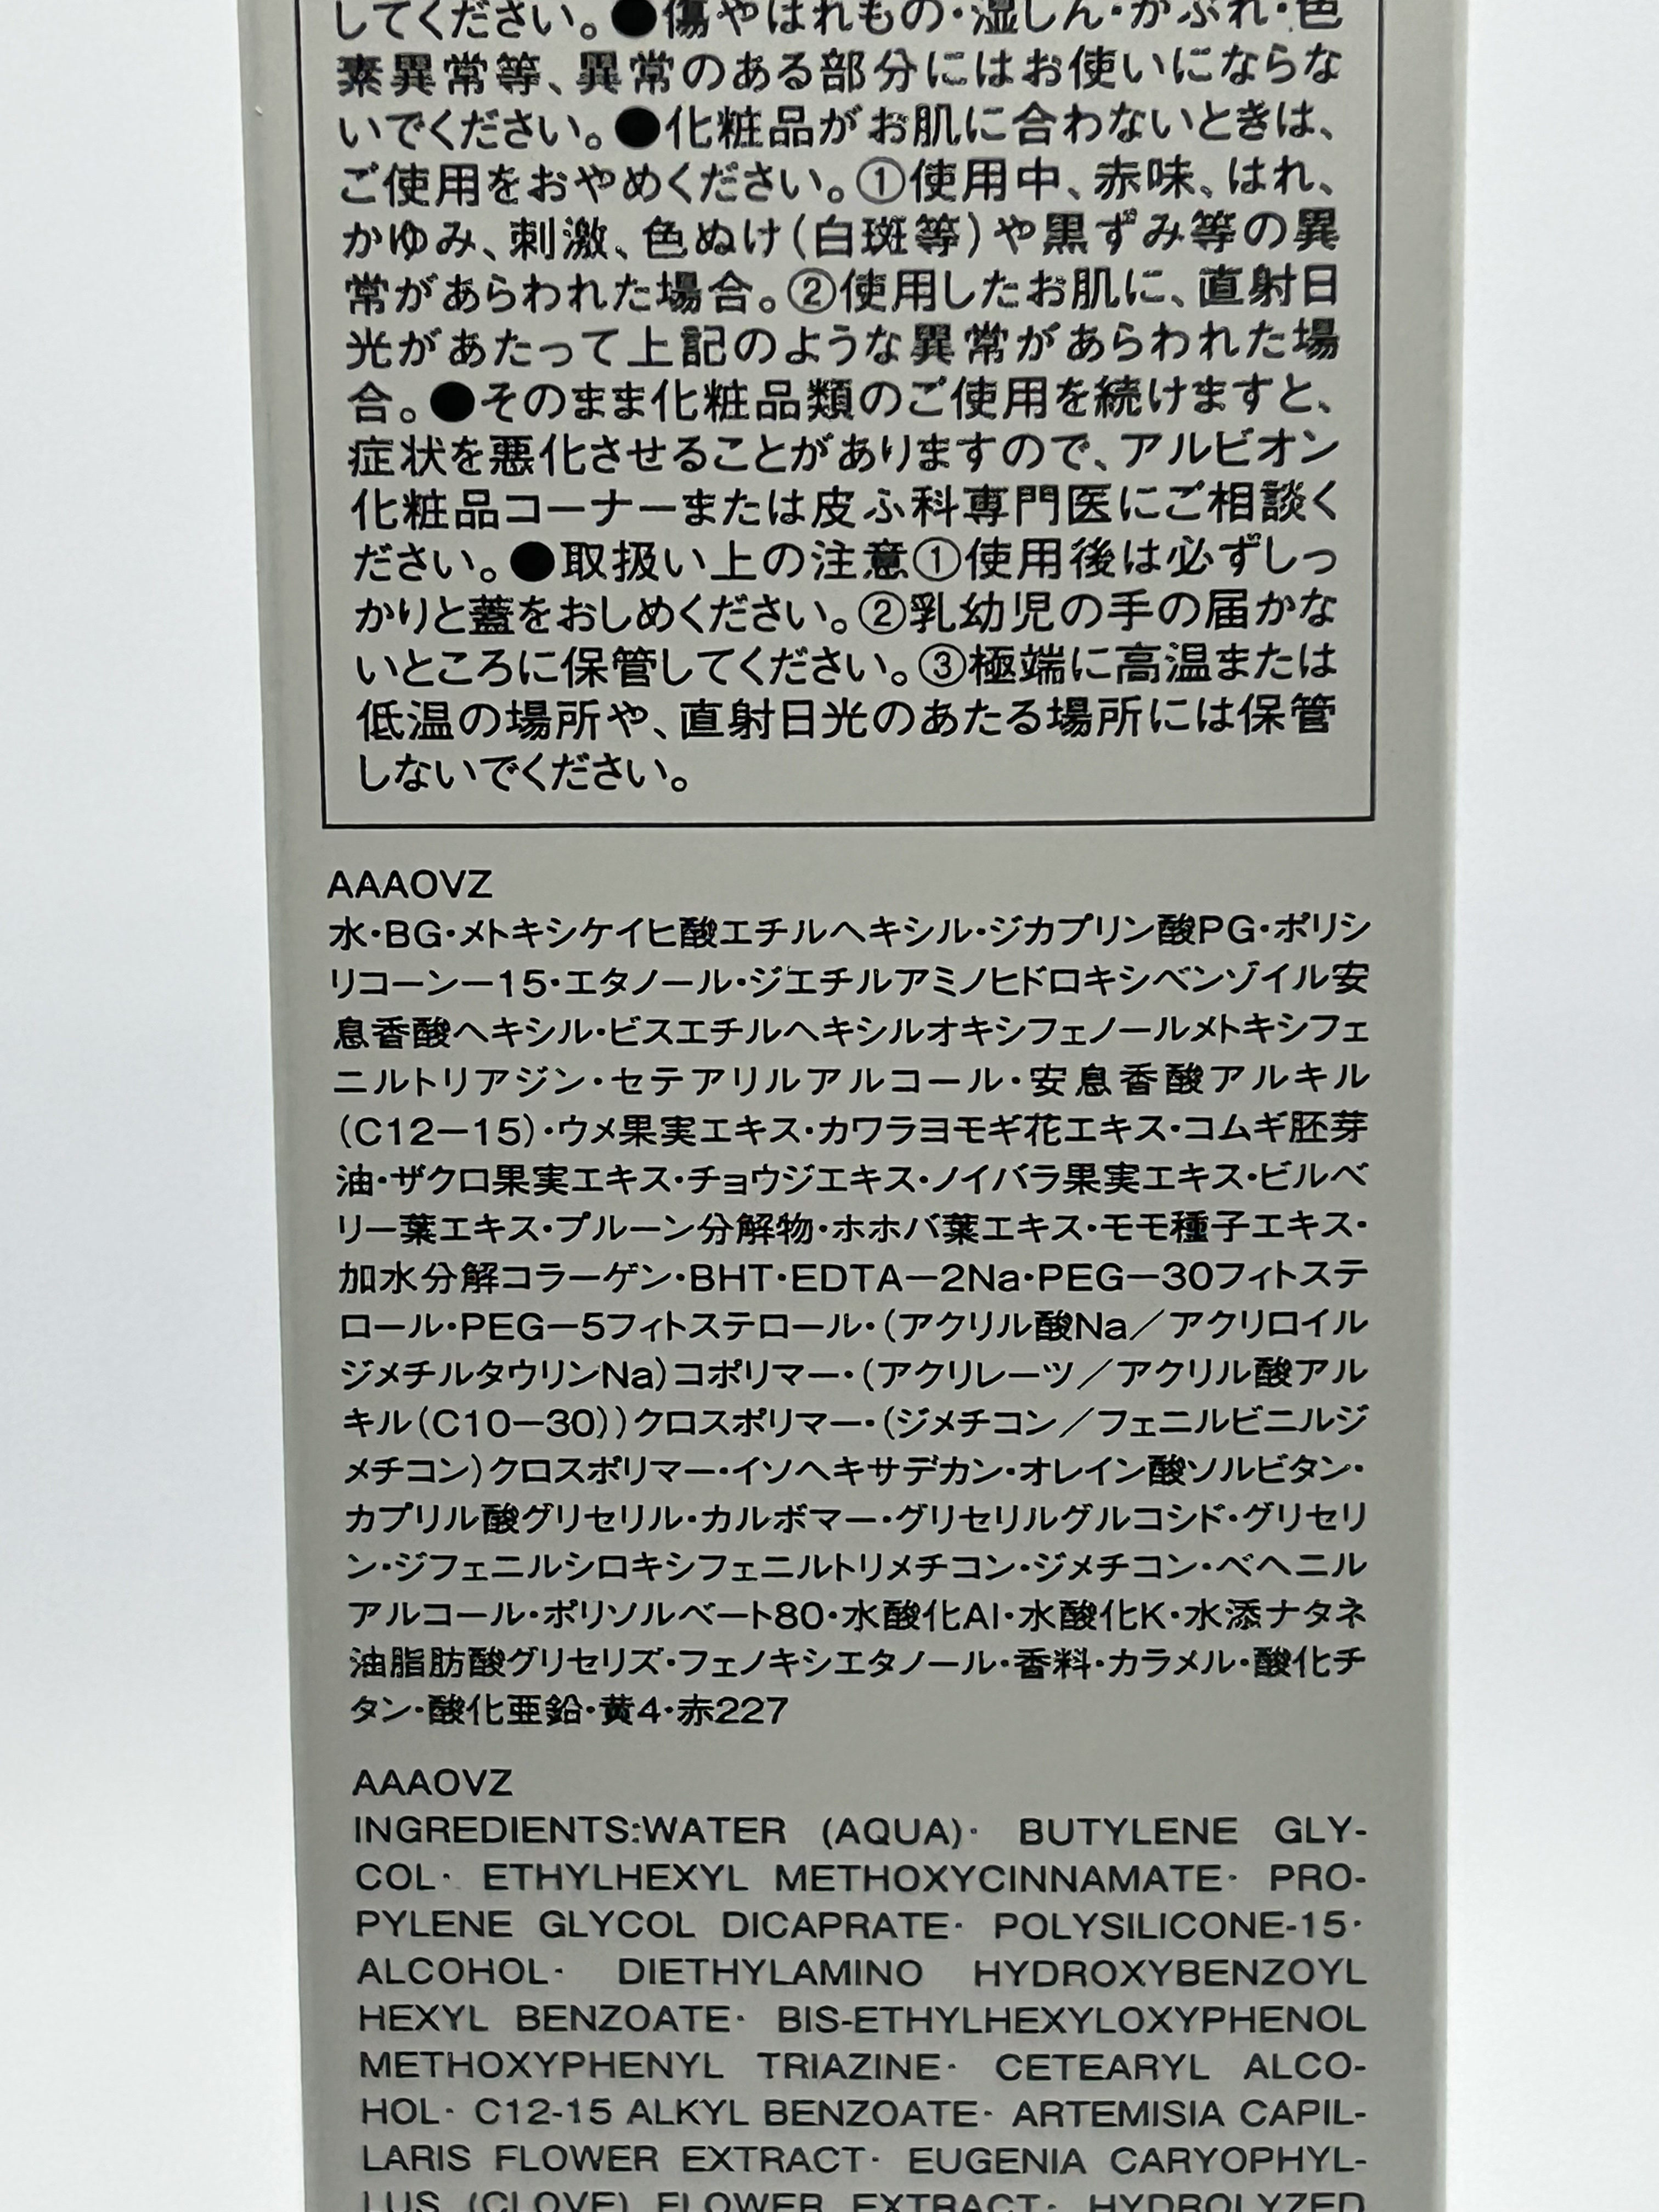 してください。●傷やはれもの・湿しん・かぶれ・色
素異常等、異常のある部分にはお使いにならな
いでください。●化粧品がお肌に合わないときは、
ご使用をおやめください。①使用中、赤味、はれ、
かゆみ、刺激、色ぬけ(白斑等)や黒ずみ等の異
常があらわれた場合。②使用したお肌に、直射日
光があたって上記のような異常があらわれた場
合。●そのまま化粧品類のご使用を続けますと、
症状を悪化させることがありますので、アルビオン
化粧品コーナーまたは皮ふ科専門医にご相談く
ださい。●取扱い上の注意①使用後は必ずしっ
かりと蓋をおしめください。②乳幼児の手の届かな
いところに保管してください。③極端に高温または
低温の場所や、直射日光のあたる場所には保管
しないでください。
AAAOVZ
水・BG・メトキシケイヒ酸エチルヘキシル・ジカプリン酸PG・ポリシ
リコーンー15・エタノール・ジエチルアミノヒドロキシベンゾイル安
息香酸ヘキシル・ビスエチルヘキシルオキシフェノールメトキシフェ
ニルトリアジン・セテアリルアルコール・安息香酸アルキル
(C12ー15)・ウメ果実エキス・カワラヨモギ花エキス・コムギ胚芽
油・ザクロ果実エキス・チョウジエキス・ノイバラ果実エキス・ビルベ
リー葉エキス・プルーン分解物・ホホバ葉エキス・モモ種子エキス・
加水分解コラーゲン・BHT・EDTAー2Na・PEGー30フィトステ
ロール・PEGー5フィトステロール・(アクリル酸Na/アクリロイル
ジメチルタウリンNa)コポリマー・(アクリレーツ/アクリル酸アル
キル(C10ー30))クロスポリマー・(ジメチコン/フェニルビニルジ
メチコン)クロスポリマー・イソヘキサデカン・オレイン酸ソルビタン・
カプリル酸グリセリル・カルボマー・グリセリルグルコシド・グリセリ
ン・ジフェニルシロキシフェニルトリメチコン・ジメチコン・ベヘニル
アルコール・ポリソルベート80・水酸化Al・水酸化K・水添ナタネ
油脂肪酸グリセリズ・フェノキシエタノール・香料・カラメル・酸化チ
タン・酸化亜鉛・黄4・赤227
AAAOVZ
INGREDIENTS:WATER (AQUA)· BUTYLENE GLY-
COL· ETHYLHEXYL METHOXYCINNAMATE· PRO-
PYLENE GLYCOL DICAPRATE· POLYSILICONE-15·
ALCOHOL· DIETHYLAMINO HYDROXYBENZOYL
HEXYL BENZOATE· BIS-ETHYLHEXYLOXYPHENOL
METHOXYPHENYL TRIAZINE· CETEARYL ALCO-
HOL· C12-15 ALKYL BENZOATE· ARTEMISIA CAPIL-
LARIS FLOWER EXTRACT· EUGENIA CARYOPHYL-
LUS (CLOVE) FLOWER EXTRACT· HYDROLYZED